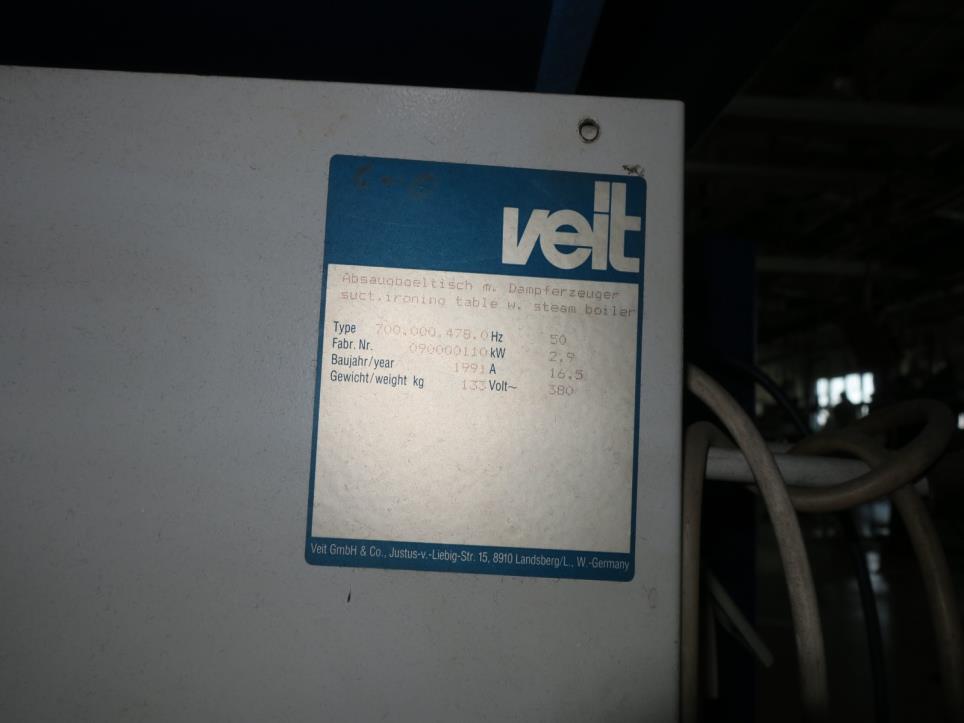 veit
Absaugbgeltisch m. Dampferzeuger
suct.ironing table w. steam boiler
Type 700.000.478.0 Hz 50
Fabr. Nr. 090000110 kW 2,9
Baujahr/year 1991 A 16.5
Gewicht/weight kg 133 Volt~ 380
Veit GmbH & Co., Justus-v.-Liebig-Str. 15, 8910 Landsberg/L., W.-Germany